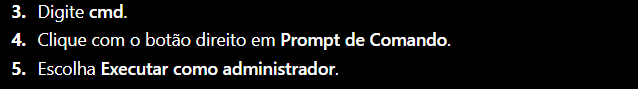 3. Digite cmd.
4. Clique com o botão direito em Prompt de Comando.
5. Escolha Executar como administrador.